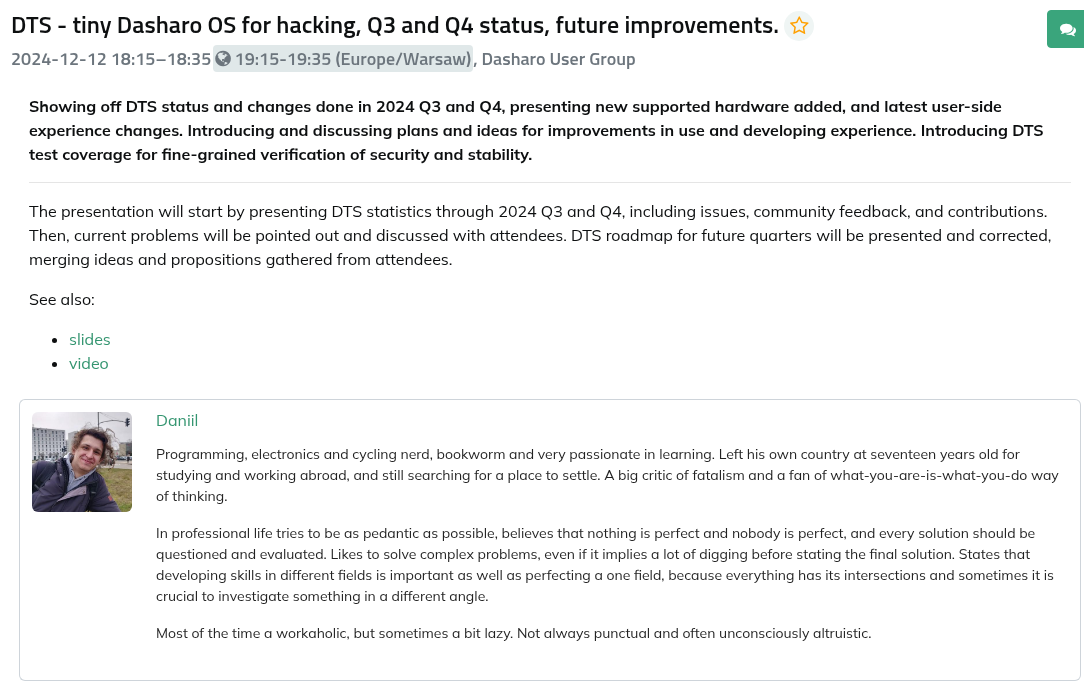 DTS - tiny Dasharo OS for hacking, Q3 and Q4 status, future improvements.
2024-12-12 18:15–18:35 19:15-19:35 (Europe/Warsaw), Dasharo User Group
Showing off DTS status and changes done in 2024 Q3 and Q4, presenting new supported hardware added, and latest user-side
experience changes. Introducing and discussing plans and ideas for improvements in use and developing experience. Introducing DTS
test coverage for fine-grained verification of security and stability.
The presentation will start by presenting DTS statistics through 2024 Q3 and Q4, including issues, community feedback, and contributions.
Then, current problems will be pointed out and discussed with attendees. DTS roadmap for future quarters will be presented and corrected,
merging ideas and propositions gathered from attendees.
See also:
slides
video
Daniil
Programming, electronics and cycling nerd, bookworm and very passionate in learning. Left his own country at seventeen years old for
studying and working abroad, and still searching for a place to settle. A big critic of fatalism and a fan of what-you-are-is-what-you-do way
of thinking.
In professional life tries to be as pedantic as possible, believes that nothing is perfect and nobody is perfect, and every solution should be
questioned and evaluated. Likes to solve complex problems, even if it implies a lot of digging before stating the final solution. States that
developing skills in different fields is important as well as perfecting a one field, because everything has its intersections and sometimes it is
crucial to investigate something in a different angle.
Most of the time a workaholic, but sometimes a bit lazy. Not always punctual and often unconsciously altruistic.